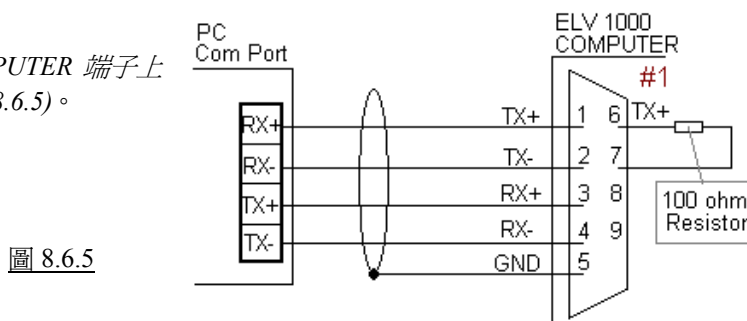 PUTER 端子上
8.6.5)。
圖 8.6.5
PC
Com Port
RX+
RX-
TX+
TX-
TX+
TX-
RX+
RX-
GND
ELV 1000
COMPUTER
#1
1 6 TX+
2 7
3 8
4 9
5
100 ohm
Resistor